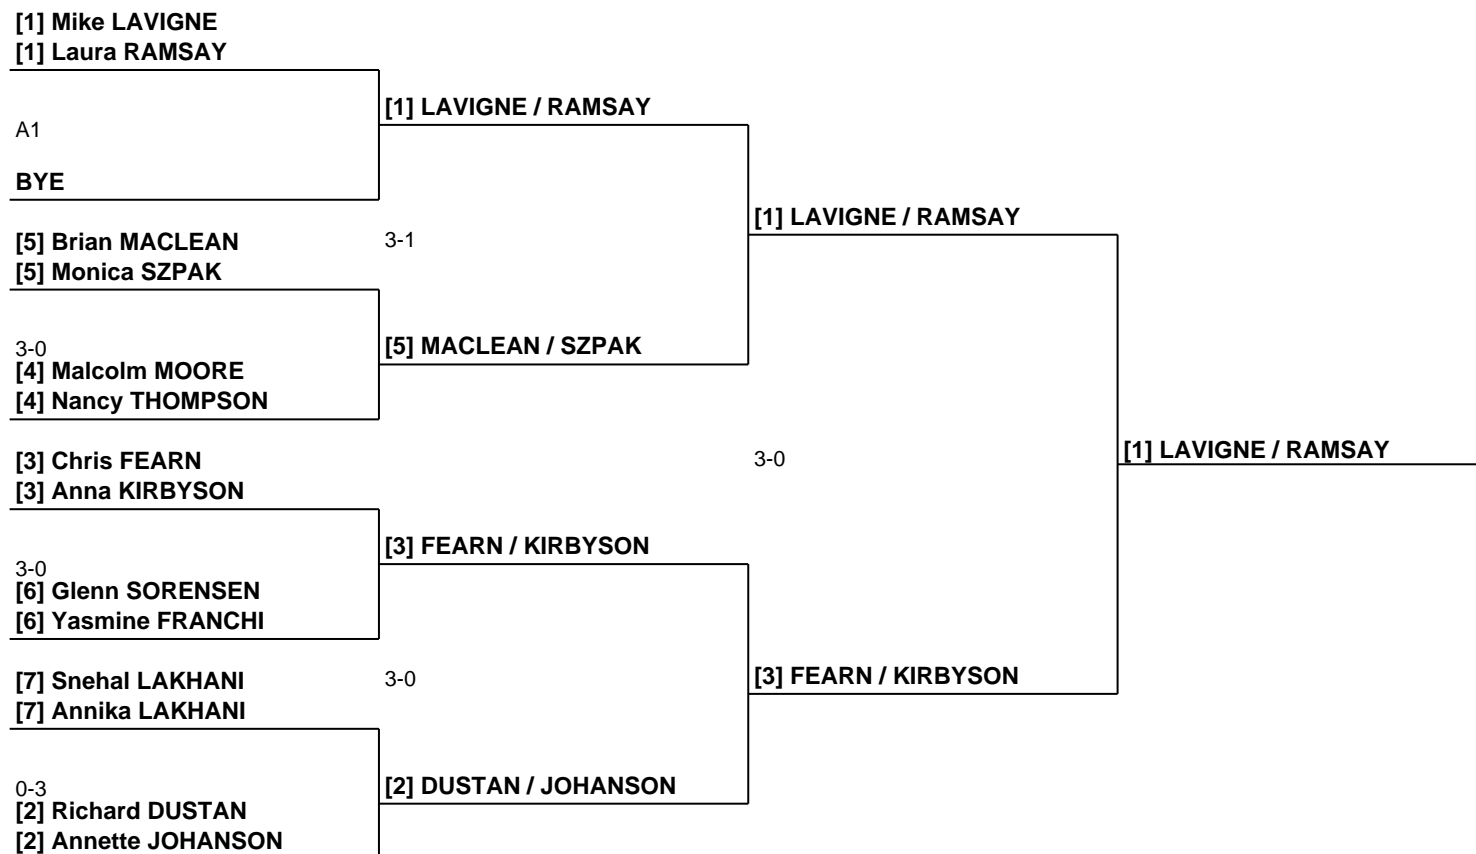 [1] Mike LAVIGNE
[1] Laura RAMSAY
[1] LAVIGNE / RAMSAY
A1
BYE
[1] LAVIGNE / RAMSAY
[5] Brian MACLEAN
3-1
[5] Monica SZPAK
3-0
[5] MACLEAN / SZPAK
[4] Malcolm MOORE
[4] Nancy THOMPSON
[1] LAVIGNE / RAMSAY
[3] Chris FEARN
3-0
[3] Anna KIRBYSON
[3] FEARN / KIRBYSON
3-0
[6] Glenn SORENSEN
[6] Yasmine FRANCHI
[7] Snehal LAKHANI
3-0
[3] FEARN / KIRBYSON
[7] Annika LAKHANI
0-3
[2] DUSTAN / JOHANSON
[2] Richard DUSTAN
[2] Annette JOHANSON